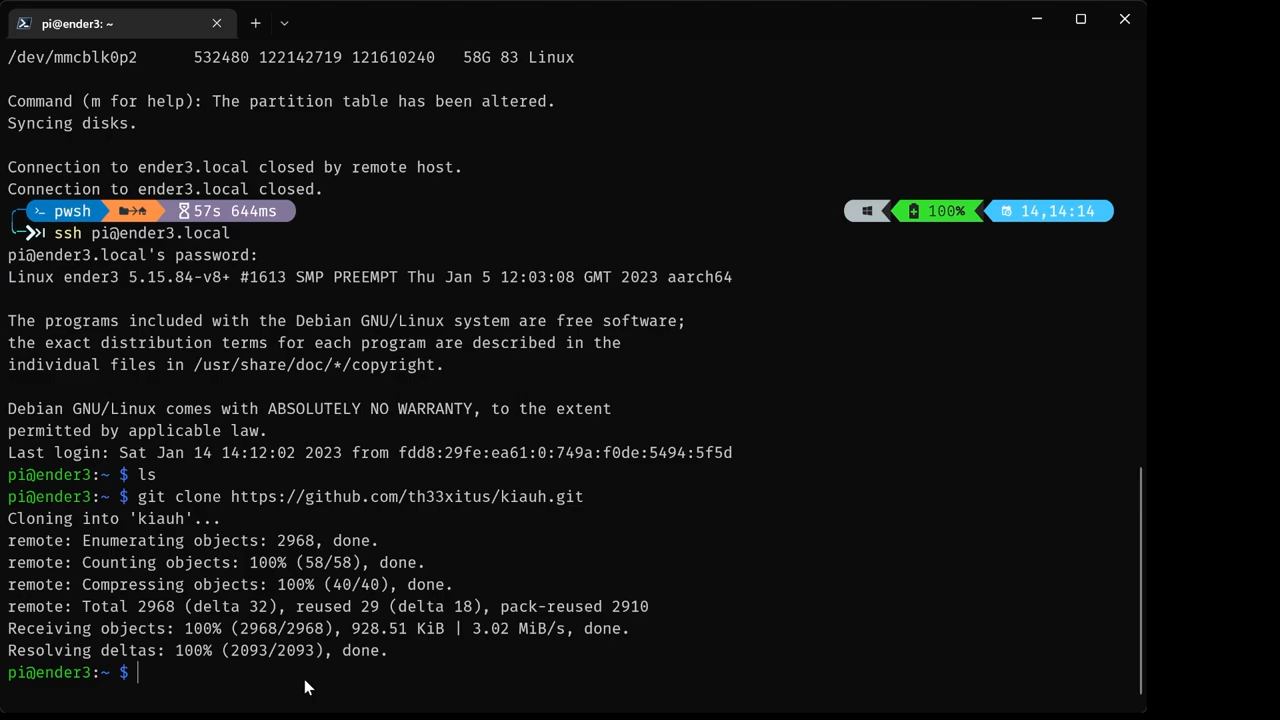 pi@ender3: ~
/dev/mmcblk0p2 532480 122142719 121610240 58G 83 Linux
Command (m for help): The partition table has been altered.
Syncing disks.
Connection to ender3.local closed by remote host.
Connection to ender3.local closed.
pwsh 57s 644ms 100% 14,14:14
ssh pi@ender3.local
pi@ender3.local's password:
Linux ender3 5.15.84-v8+ #1613 SMP PREEMPT Thu Jan 5 12:03:08 GMT 2023 aarch64
The programs included with the Debian GNU/Linux system are free software;
the exact distribution terms for each program are described in the
individual files in /usr/share/doc/*/copyright.
Debian GNU/Linux comes with ABSOLUTELY NO WARRANTY, to the extent
permitted by applicable law.
Last login: Sat Jan 14 14:12:02 2023 from fdd8:29fe:ea61:0:749a:f0de:5494:5f5d
pi@ender3:~ $ ls
pi@ender3:~ $ git clone https://github.com/th33xitus/kiauh.git
Cloning into 'kiauh'...
remote: Enumerating objects: 2968, done.
remote: Counting objects: 100% (58/58), done.
remote: Compressing objects: 100% (40/40), done.
remote: Total 2968 (delta 32), reused 29 (delta 18), pack-reused 2910
Receiving objects: 100% (2968/2968), 928.51 KiB | 3.02 MiB/s, done.
Resolving deltas: 100% (2093/2093), done.
pi@ender3:~ $